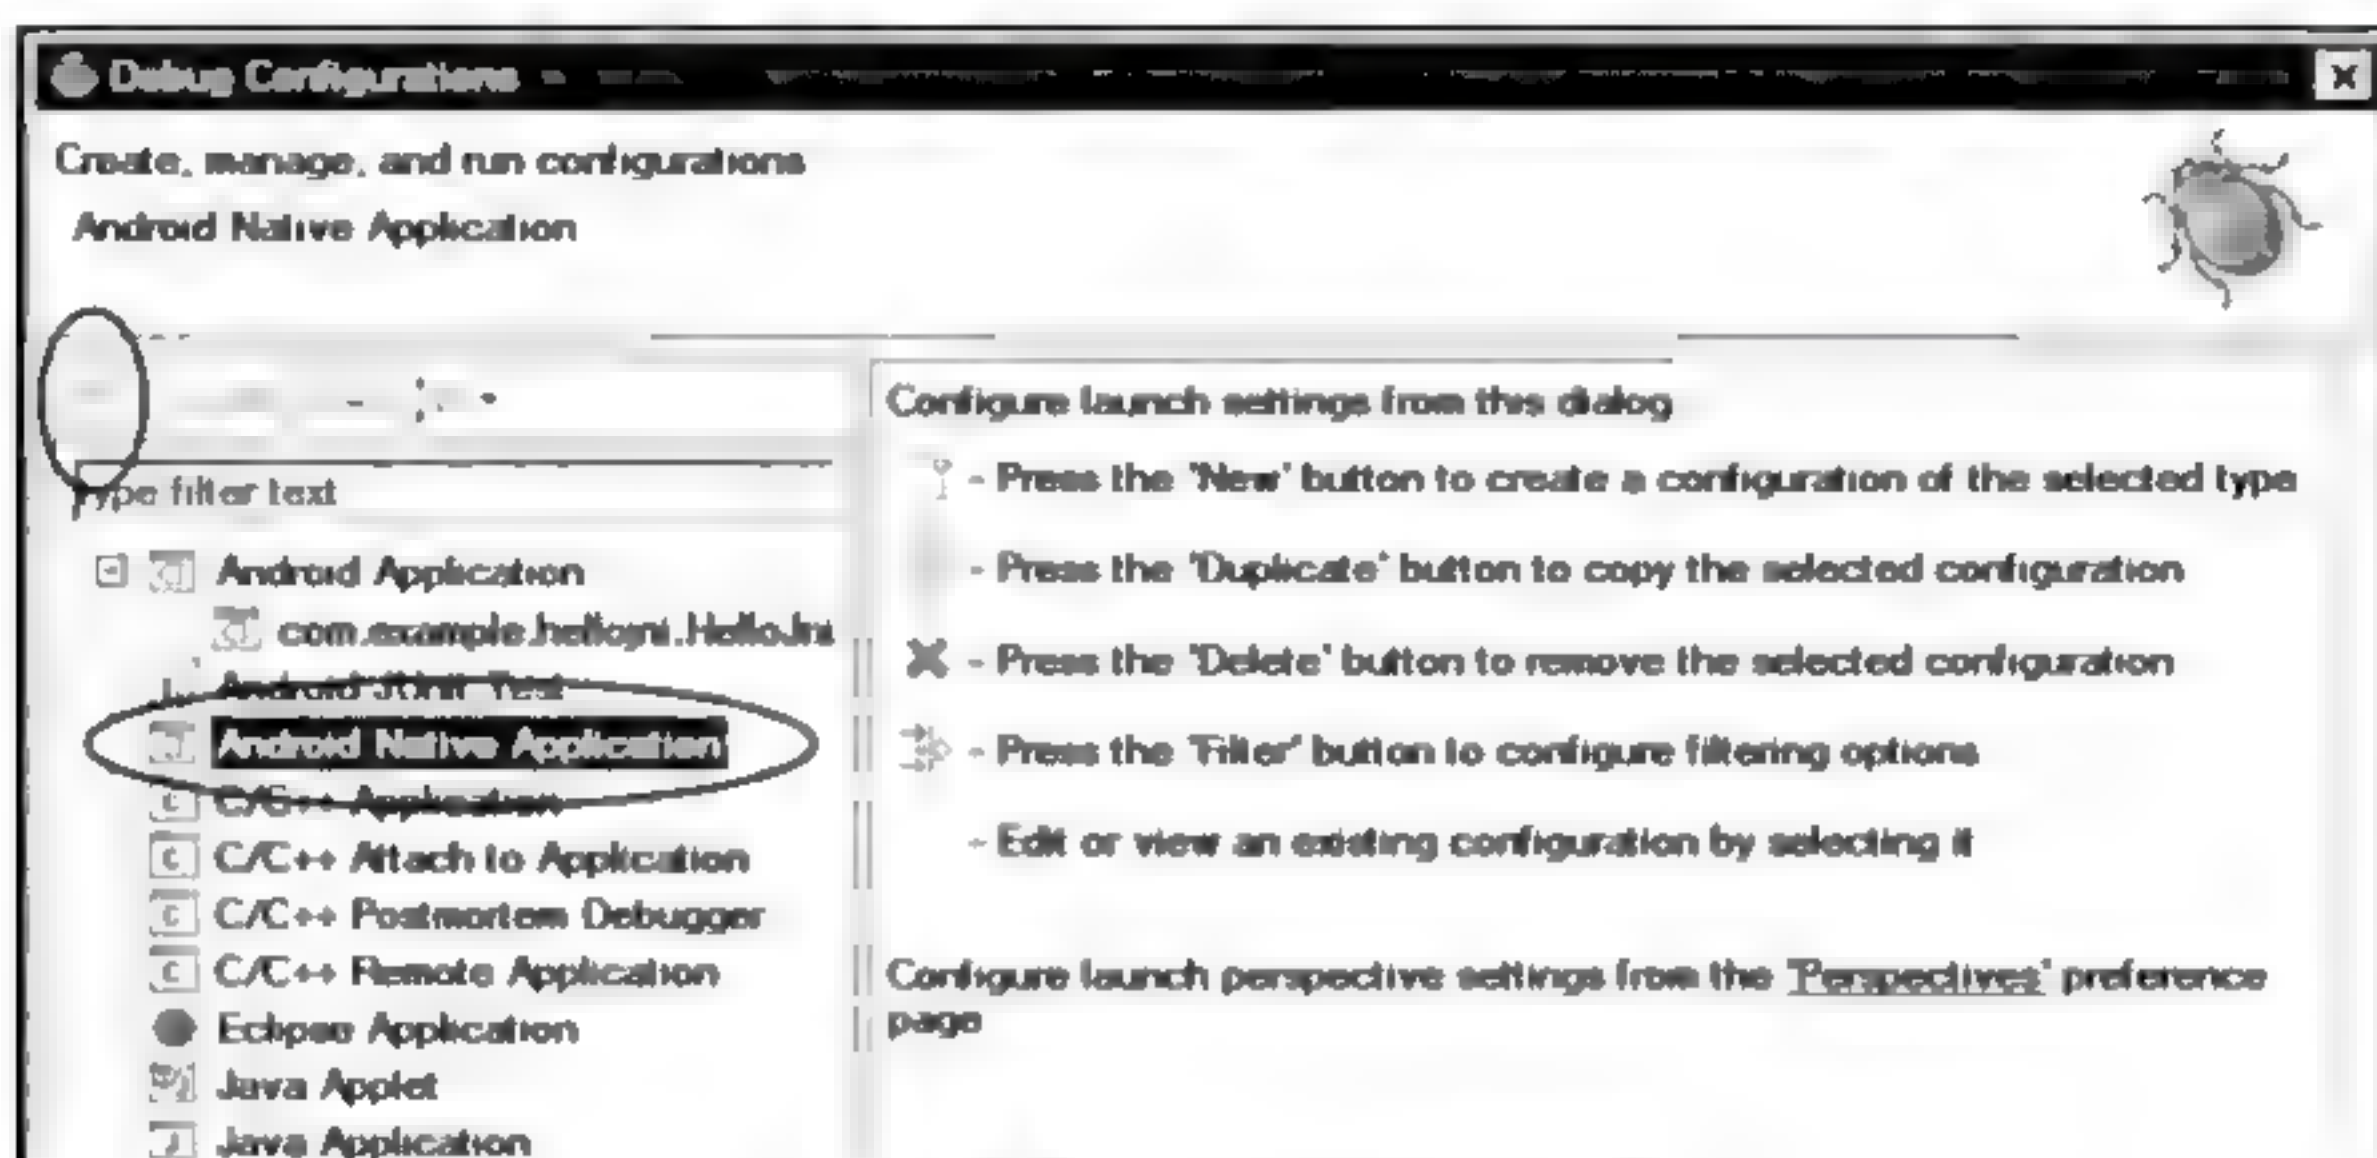 Debug Configurations
Create, manage, and run configurations
Android Native Application
type filter text
Android Application
com.example.hellojni.HelloJni
Android JUnit Test
Android Native Application
C/C++ Application
C/C++ Attach to Application
C/C++ Postmortem Debugger
C/C++ Remote Application
Eclipse Application
Java Applet
Java Application
Configure launch settings from this dialog
- Press the 'New' button to create a configuration of the selected type
- Press the 'Duplicate' button to copy the selected configuration
- Press the 'Delete' button to remove the selected configuration
- Press the 'Filter' button to configure filtering options
- Edit or view an existing configuration by selecting it
Configure launch perspective settings from the 'Perspectives' preference
page